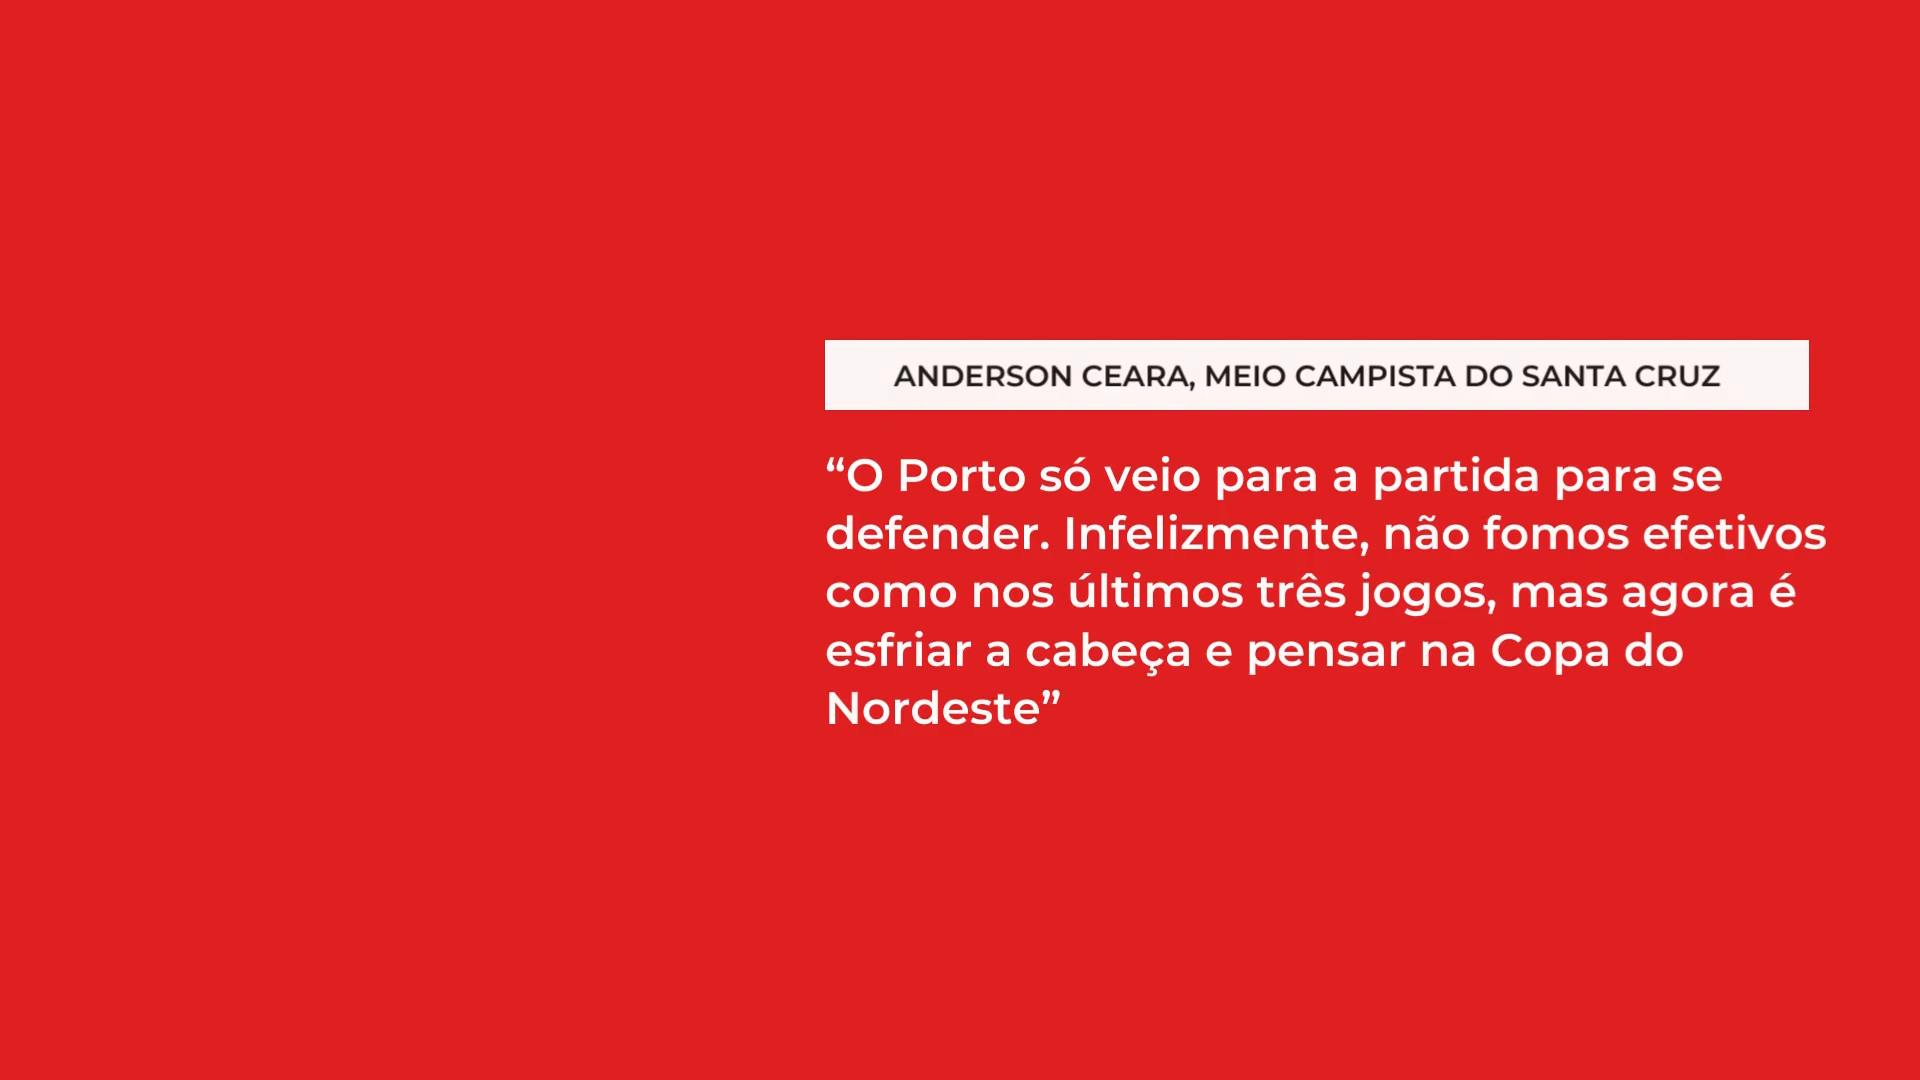 ANDERSON CEARA, MEIO CAMPISTA DO SANTA CRUZ
“O Porto só veio para a partida para se
defender. Infelizmente, não fomos efetivos
como nos últimos três jogos, mas agora é
esfriar a cabeça e pensar na Copa do
Nordeste”